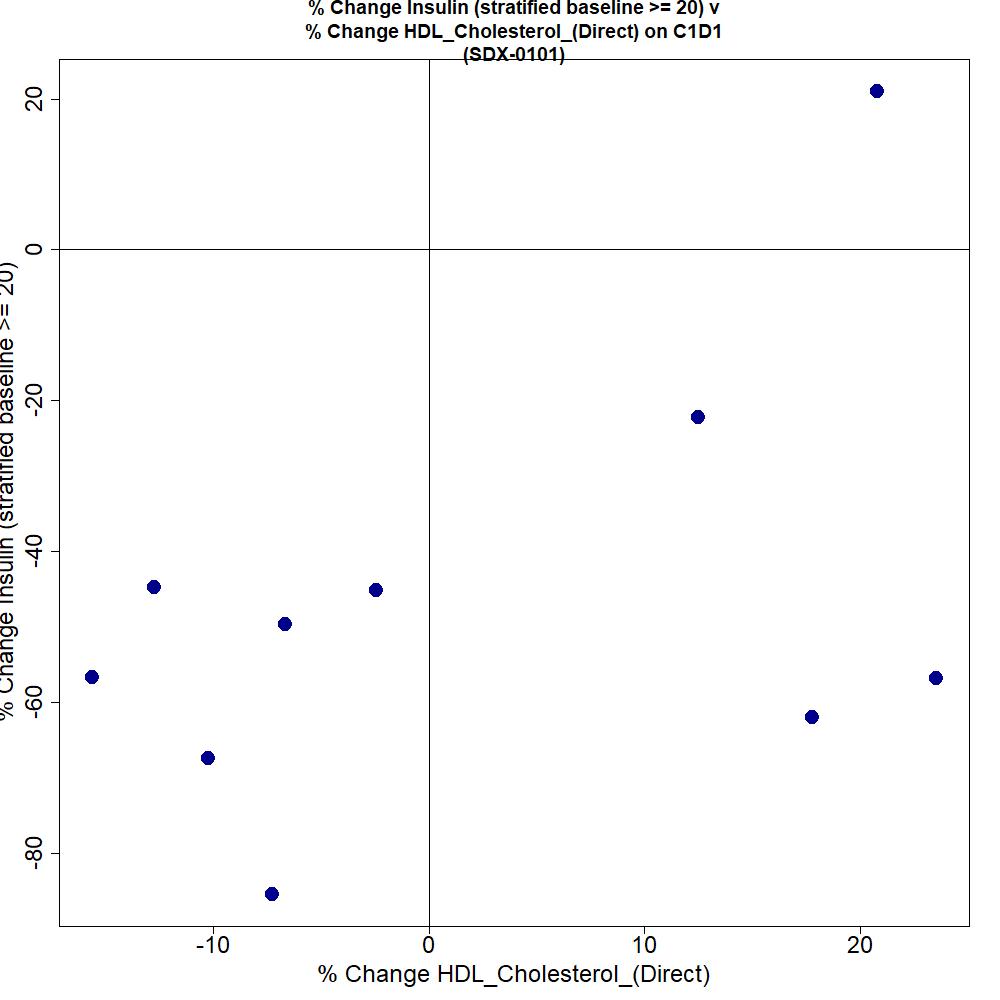 % Change Insulin (stratified baseline >= 20) v
% Change HDL_Cholesterol_(Direct) on C1D1
(SDX-0101)
20
0
-20
-40
-60
-80
% Change Insulin (stratified baseline >= 20)
-10 0 10 20
% Change HDL_Cholesterol_(Direct)